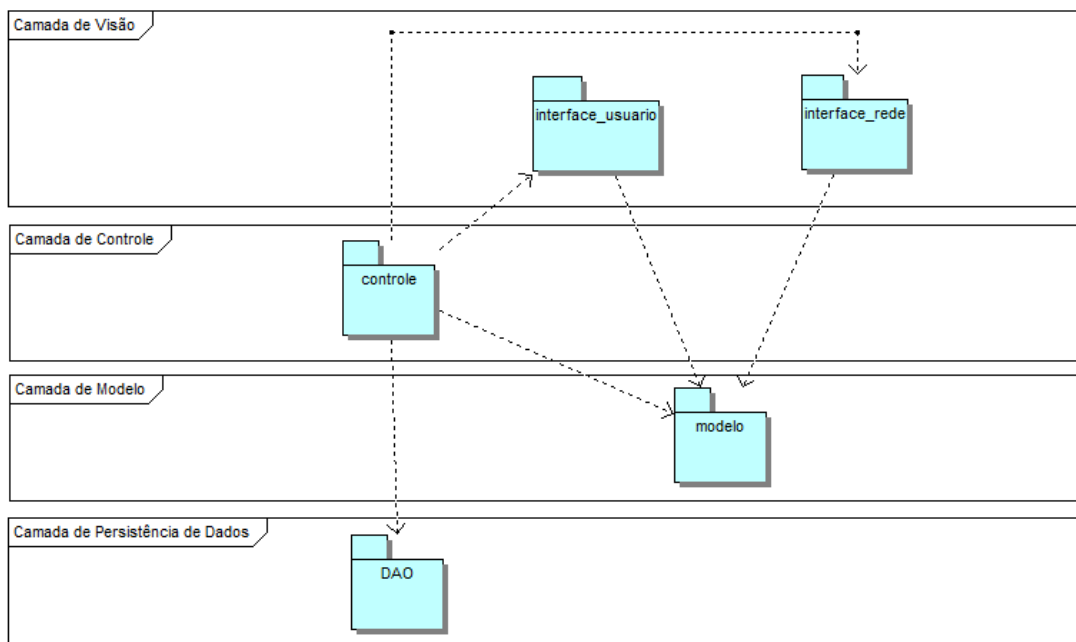 Camada de Visão
interface_usuario
interface_rede
Camada de Controle
controle
Camada de Modelo
modelo
Camada de Persistência de Dados
DAO